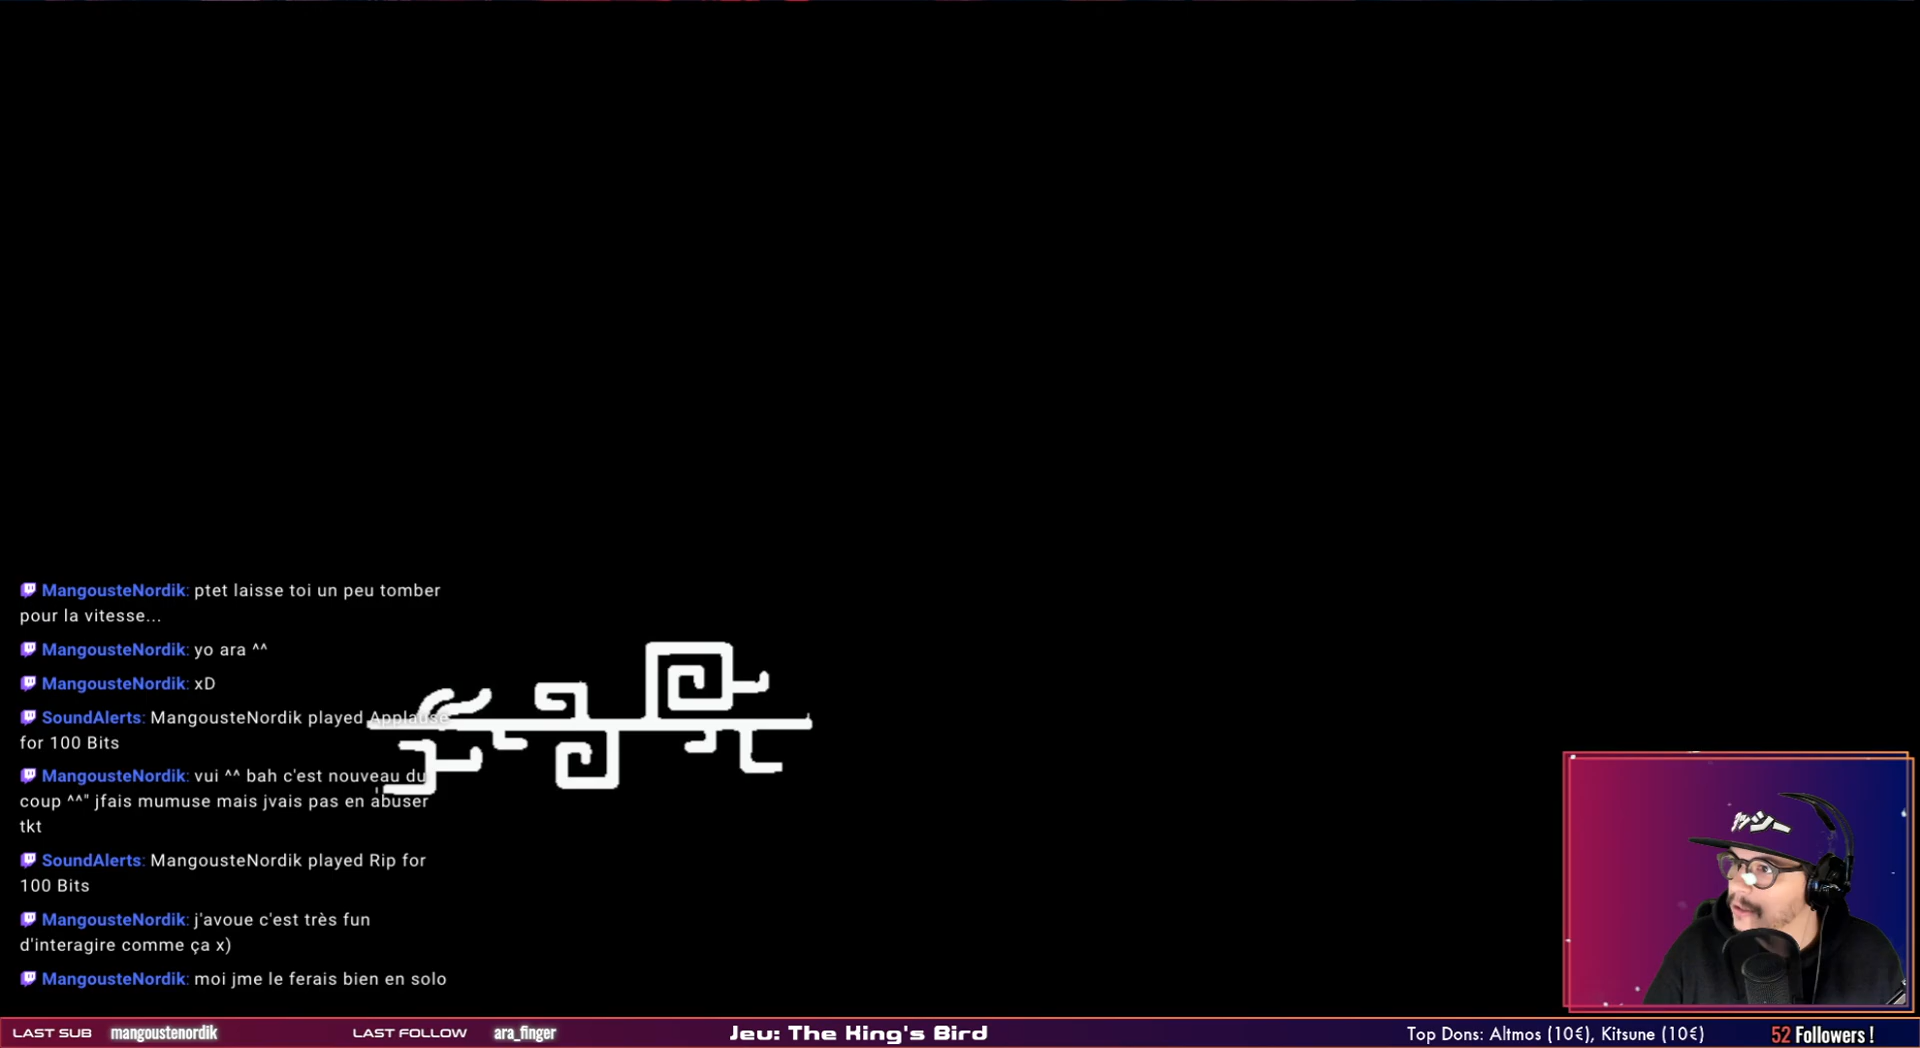 MangousteNordik: ptet laisse toi un peu tomber
pour la vitesse...
MangousteNordik: yo ara ^^
MangousteNordik: xD
SoundAlerts: MangousteNordik played Applause
for 100 Bits
MangousteNordik: vui ^^ bah c'est nouveau du
coup ^^" jfais mumuse mais jvais pas en abuser
tkt
SoundAlerts: MangousteNordik played Rip for
100 Bits
MangousteNordik: j'avoue c'est très fun
d'interagire comme ça x)
MangousteNordik: moi jme le ferais bien en solo
LAST SUB mangoustenordik LAST FOLLOW ara_finger Jeu: The King's Bird Top Dons: Altmos (10€), Kitsune (10€) 52 Followers !